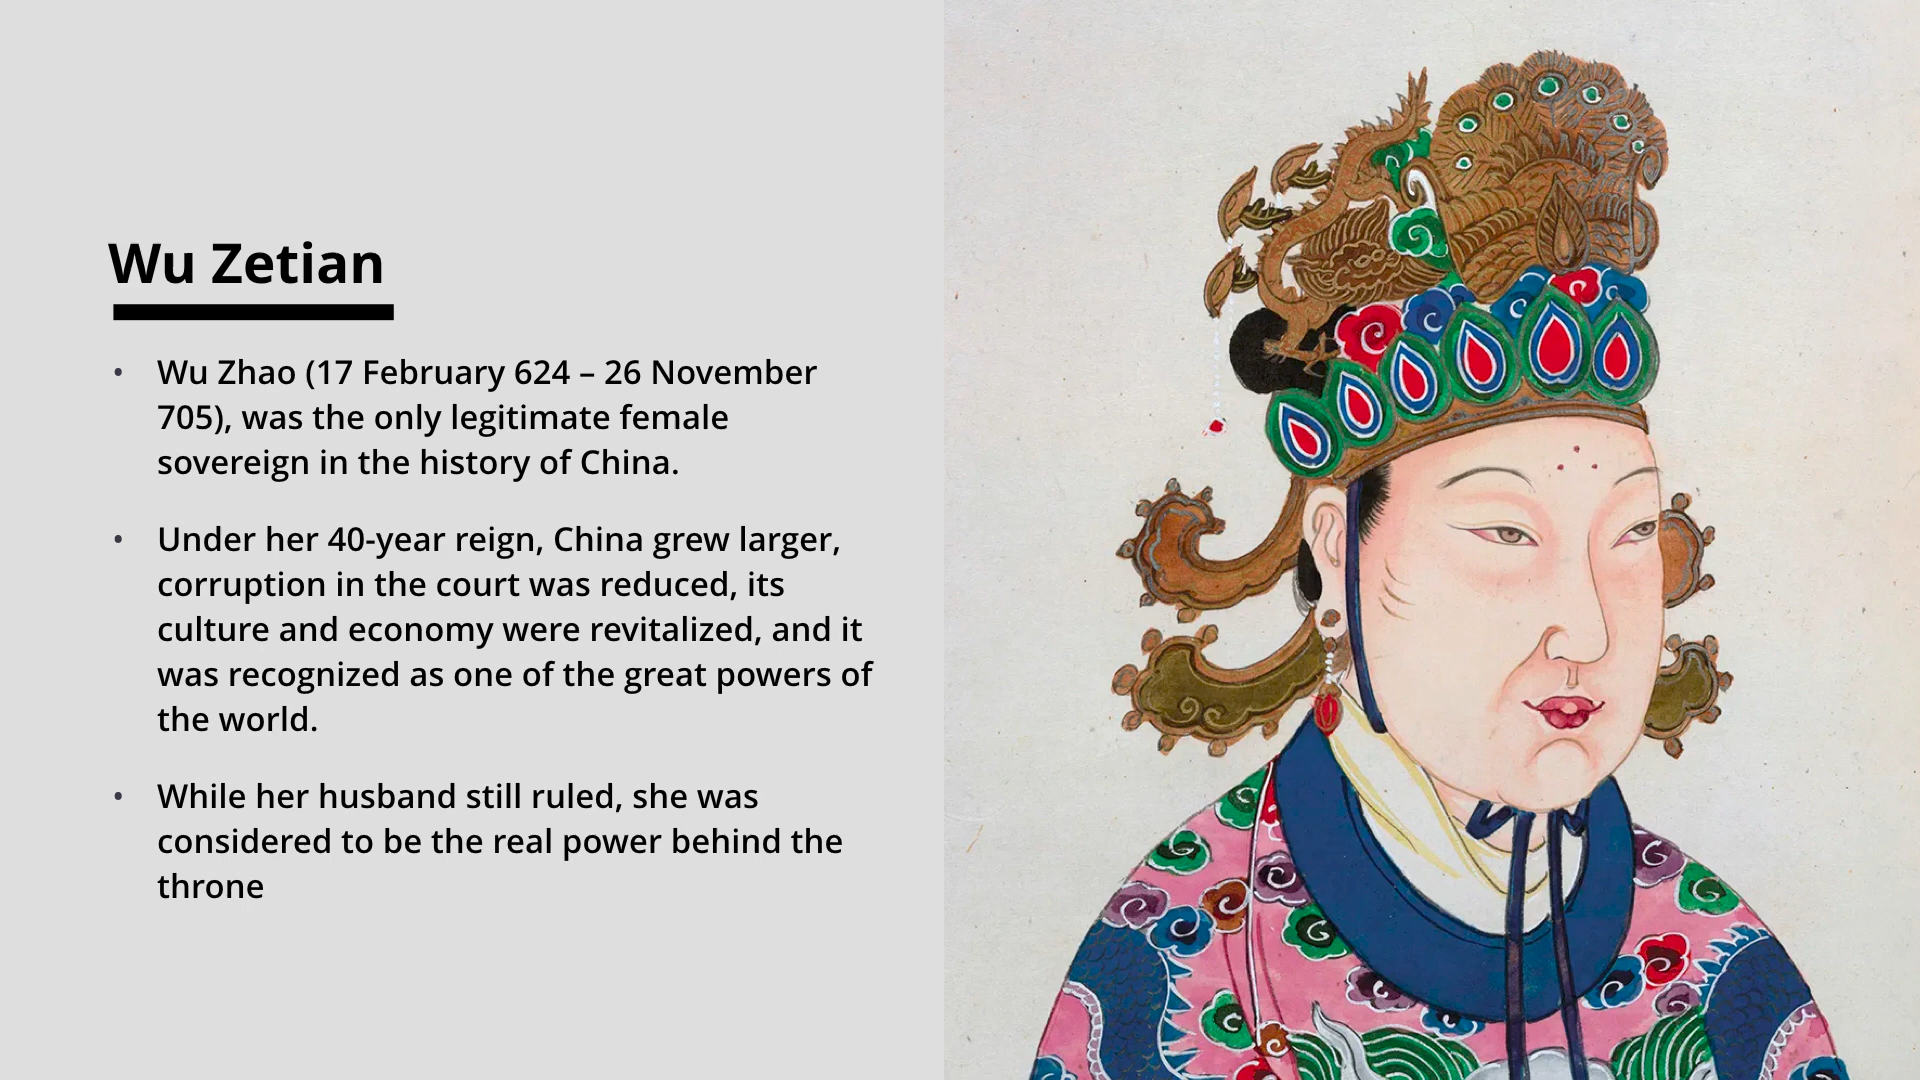 Wu Zetian
• Wu Zhao (17 February 624 – 26 November
705), was the only legitimate female
sovereign in the history of China.
• Under her 40-year reign, China grew larger,
corruption in the court was reduced, its
culture and economy were revitalized, and it
was recognized as one of the great powers of
the world.
• While her husband still ruled, she was
considered to be the real power behind the
throne